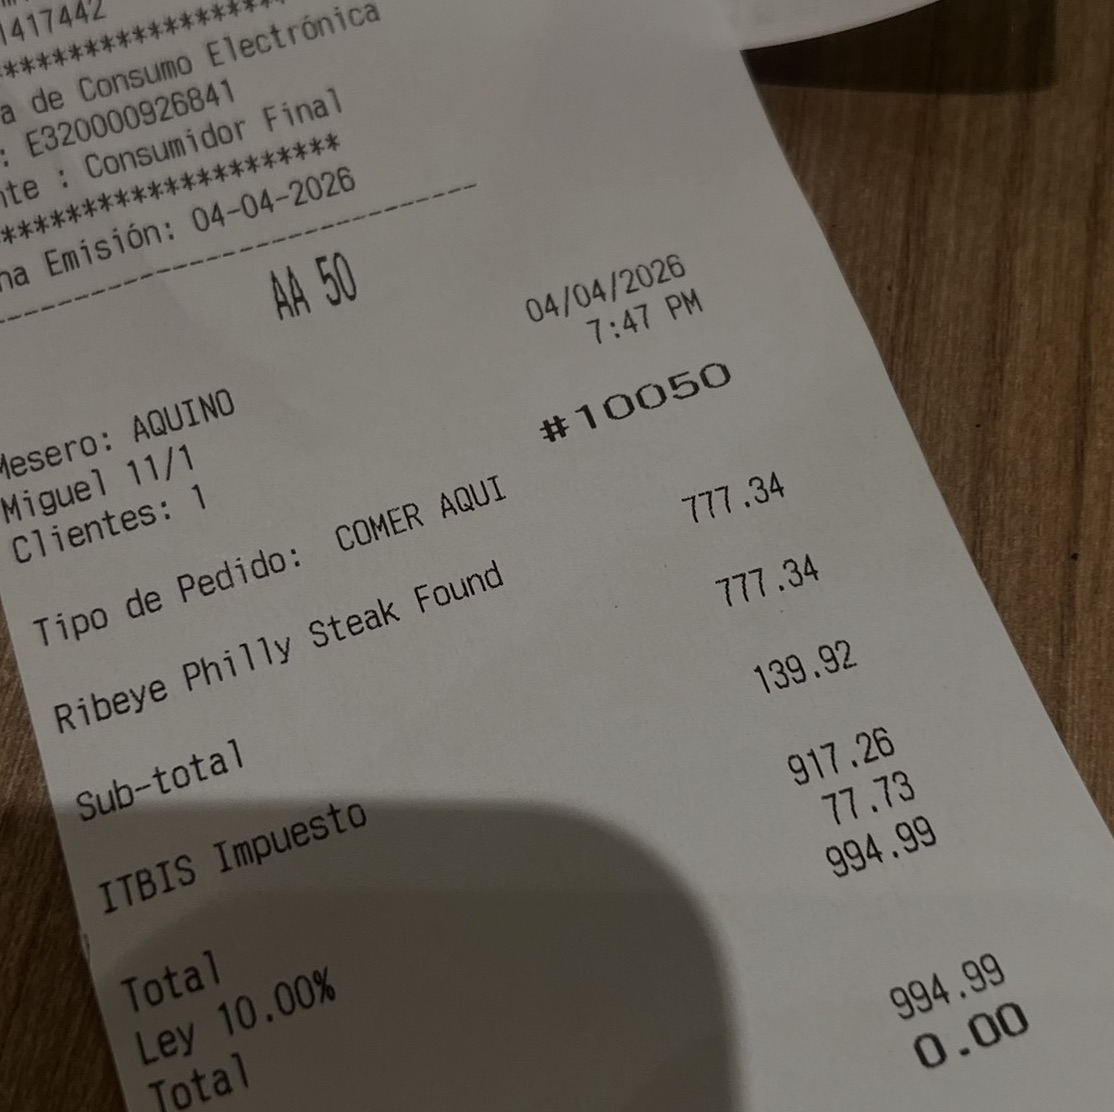 1417442
*********************
a de Consumo Electrónica
: E320000926841
nte : Consumidor Final
**********************
na Emisión: 04-04-2026
--------------------------------
AA 50
04/04/2026
7:47 PM
Mesero: AQUINO
#10050
Miguel 11/1
Clientes: 1
Tipo de Pedido: COMER AQUI
Ribeye Philly Steak Found 777.34
Sub-total 777.34
ITBIS Impuesto 139.92
Total 917.26
Ley 10.00% 77.73
Total 994.99
994.99
0.00